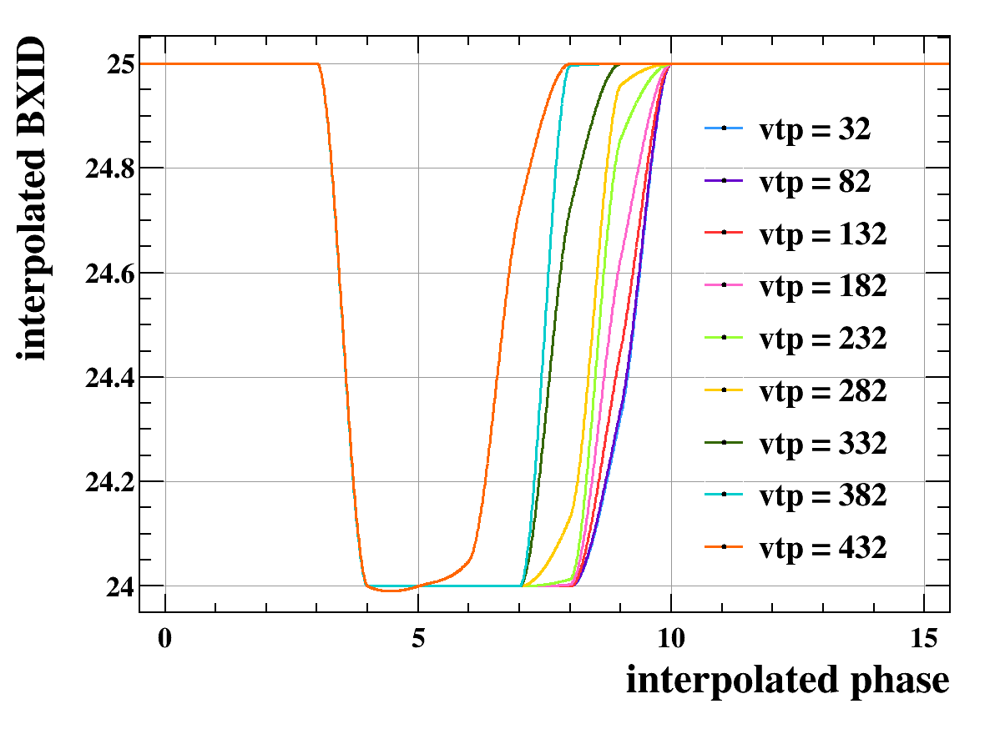 interpolated BXID
25
24.8
24.6
24.4
24.2
24
vtp = 32
vtp = 82
vtp = 132
vtp = 182
vtp = 232
vtp = 282
vtp = 332
vtp = 382
vtp = 432
0 5 10 15
interpolated phase